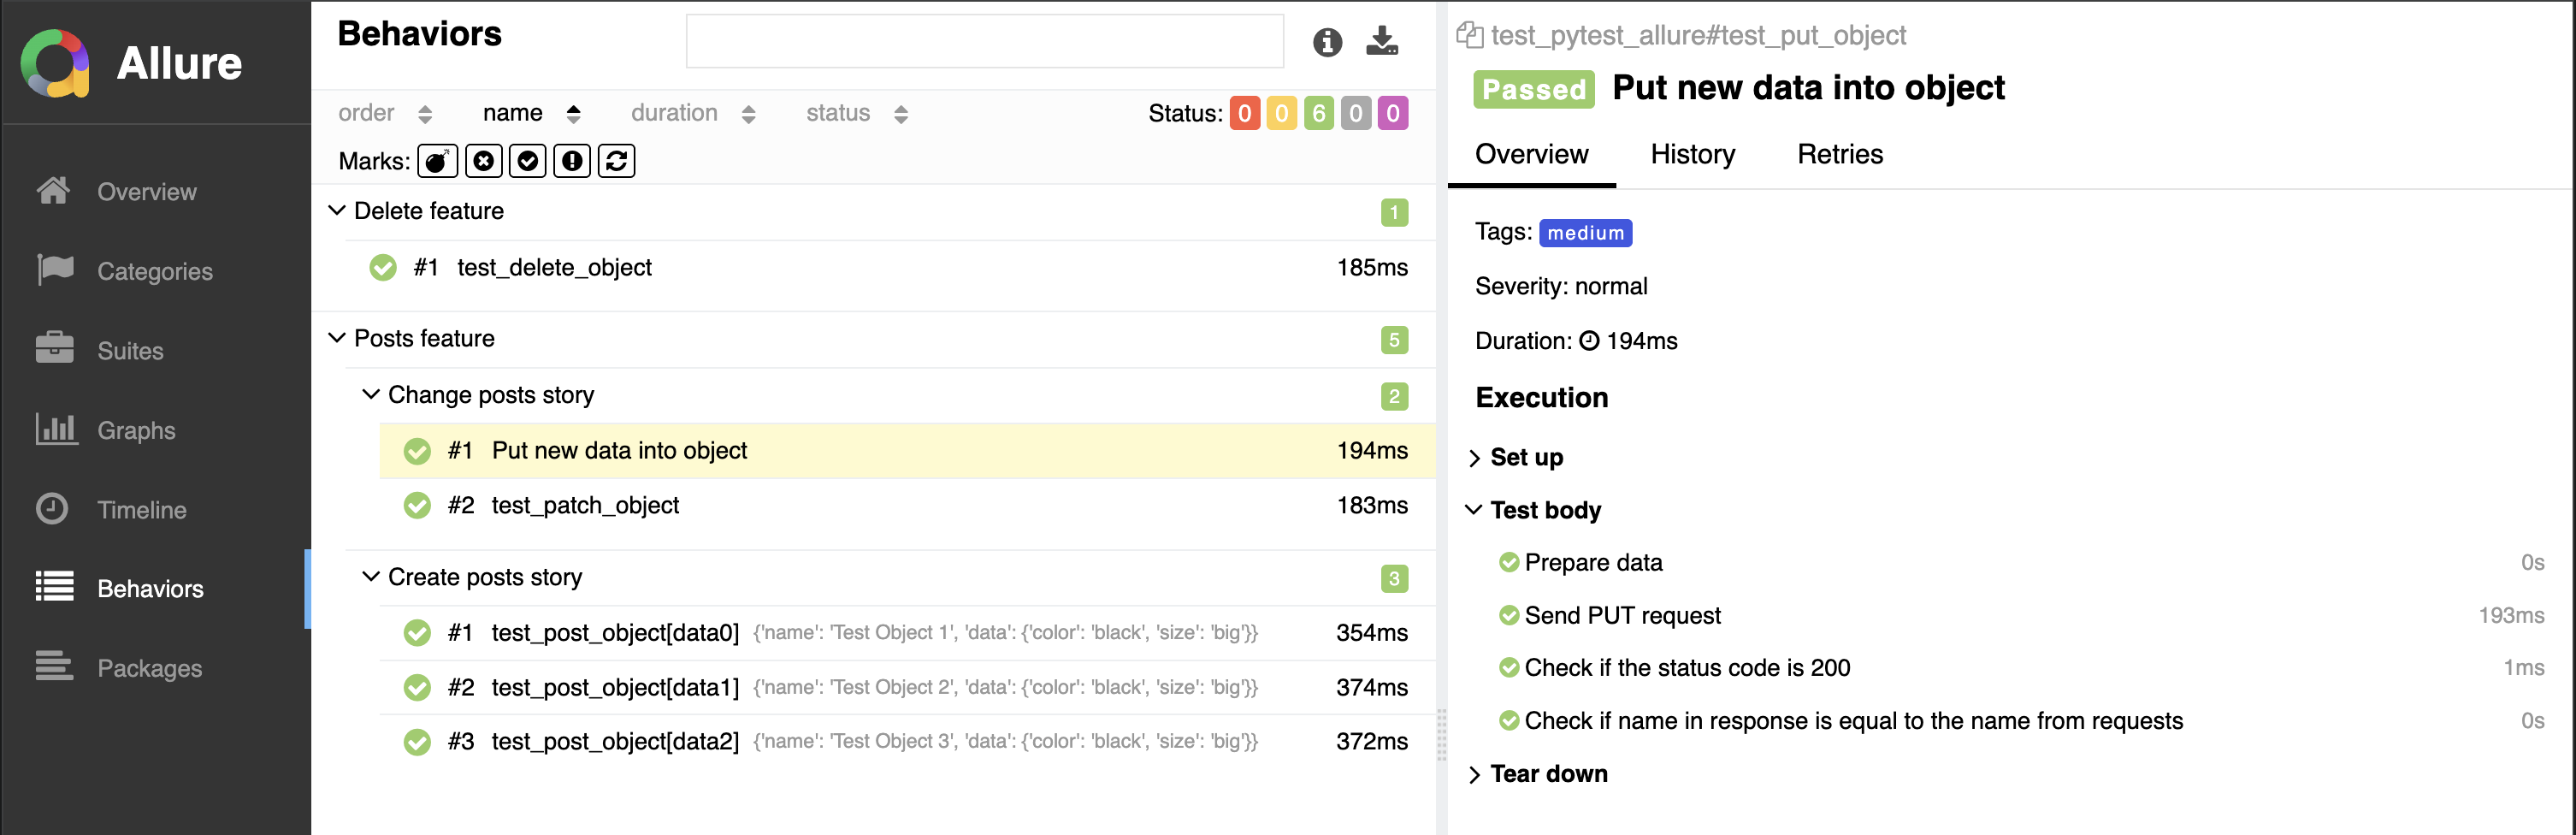 Allure
Overview
Categories
Suites
Graphs
Timeline
Behaviors
Packages
Behaviors
order name duration status Status: 0 0 6 0 0
Marks:
Delete feature 1
#1 test_delete_object 185ms
Posts feature 5
Change posts story 2
#1 Put new data into object 194ms
#2 test_patch_object 183ms
Create posts story 3
#1 test_post_object[data0] {'name': 'Test Object 1', 'data': {'color': 'black', 'size': 'big'}} 354ms
#2 test_post_object[data1] {'name': 'Test Object 2', 'data': {'color': 'black', 'size': 'big'}} 374ms
#3 test_post_object[data2] {'name': 'Test Object 3', 'data': {'color': 'black', 'size': 'big'}} 372ms
test_pytest_allure#test_put_object
Passed Put new data into object
Overview History Retries
Tags: medium
Severity: normal
Duration: 194ms
Execution
Set up
Test body
Prepare data 0s
Send PUT request 193ms
Check if the status code is 200 1ms
Check if name in response is equal to the name from requests 0s
Tear down